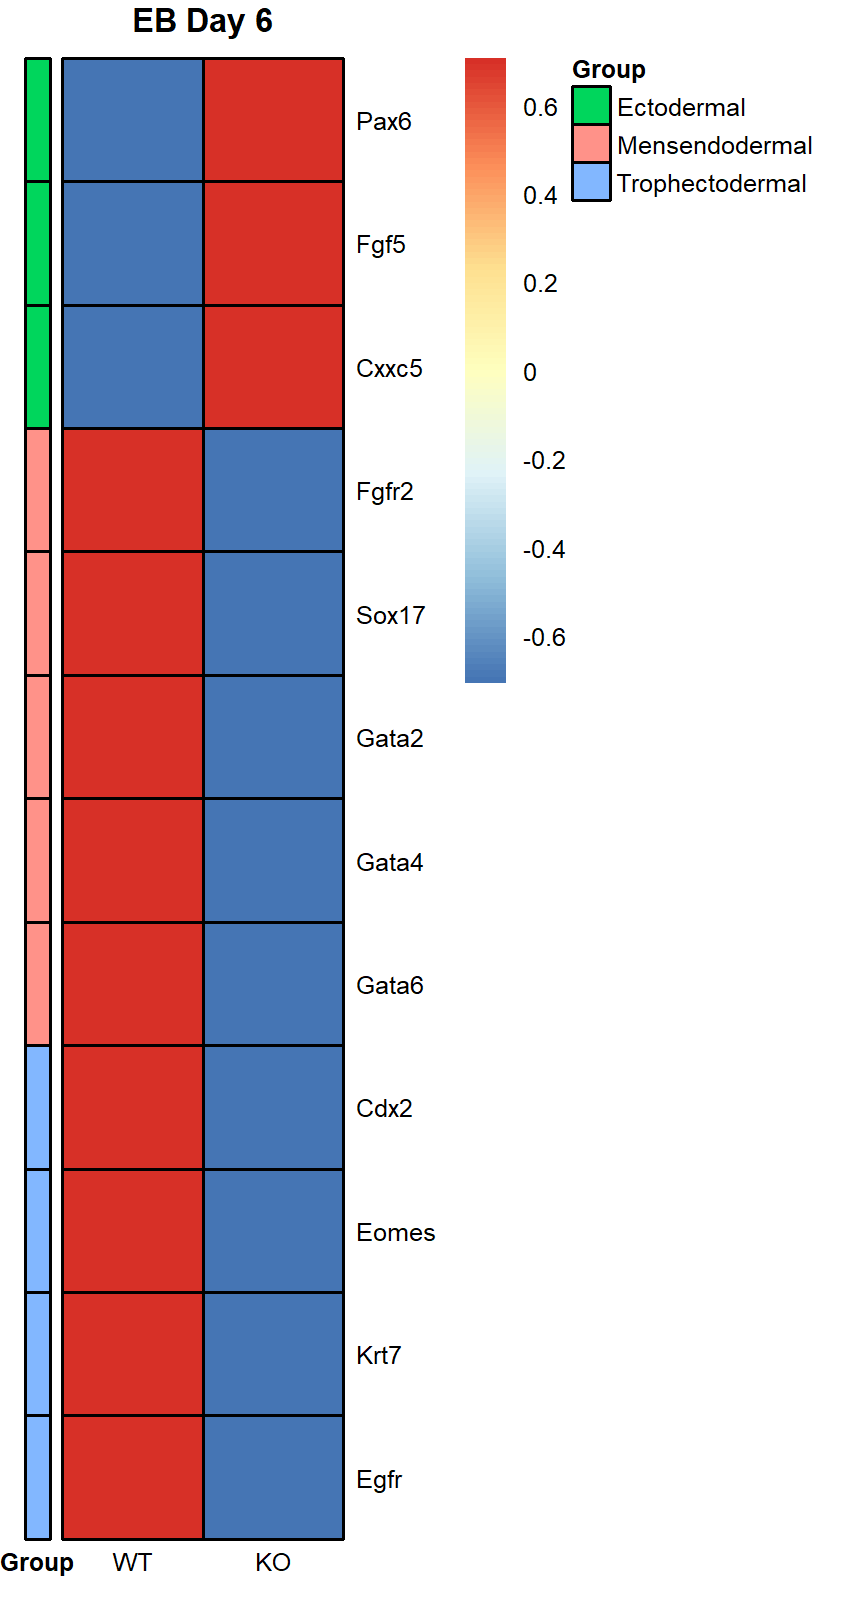 EB Day 6
Pax6
Fgf5
Cxxc5
Fgfr2
Sox17
Gata2
Gata4
Gata6
Cdx2
Eomes
Krt7
Egfr
Group WT KO
0.6
0.4
0.2
0
-0.2
-0.4
-0.6
Group
Ectodermal
Mensendodermal
Trophectodermal